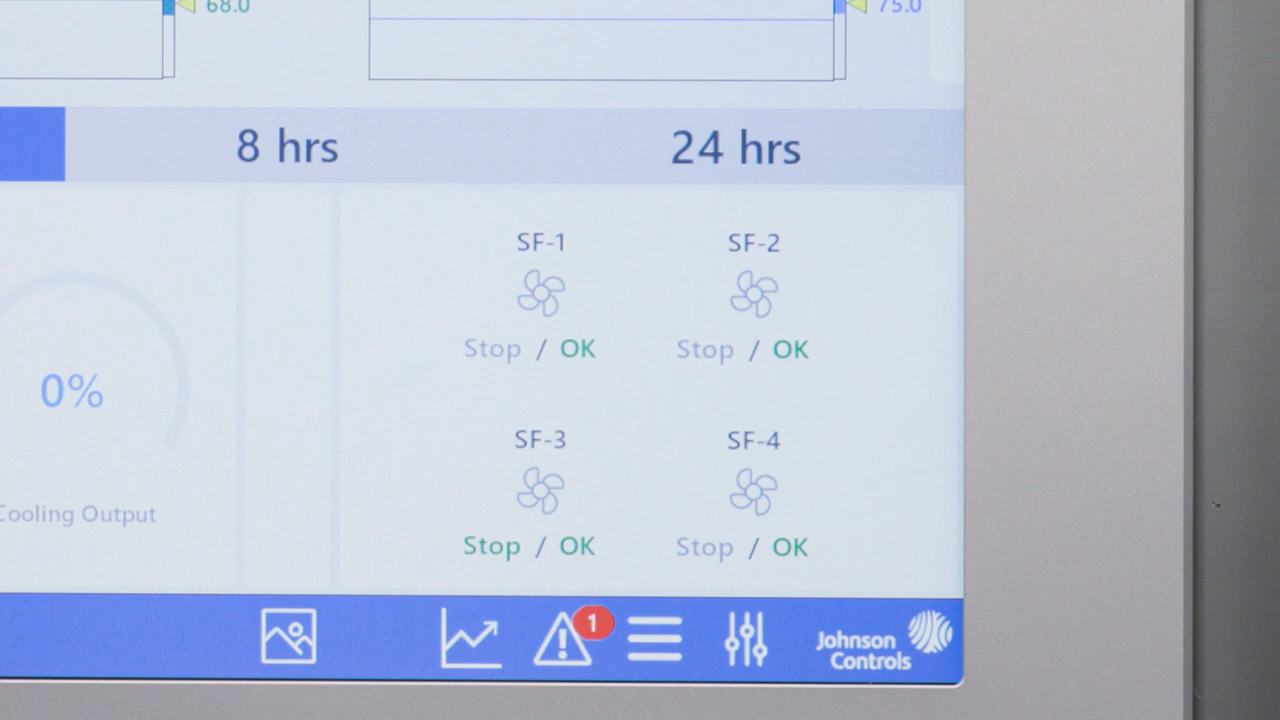 68.0
75.0
8 hrs
24 hrs
SF-1
SF-2
Stop / OK
Stop / OK
0%
SF-3
SF-4
Cooling Output
Stop / OK
Stop / OK
1
Johnson
Controls